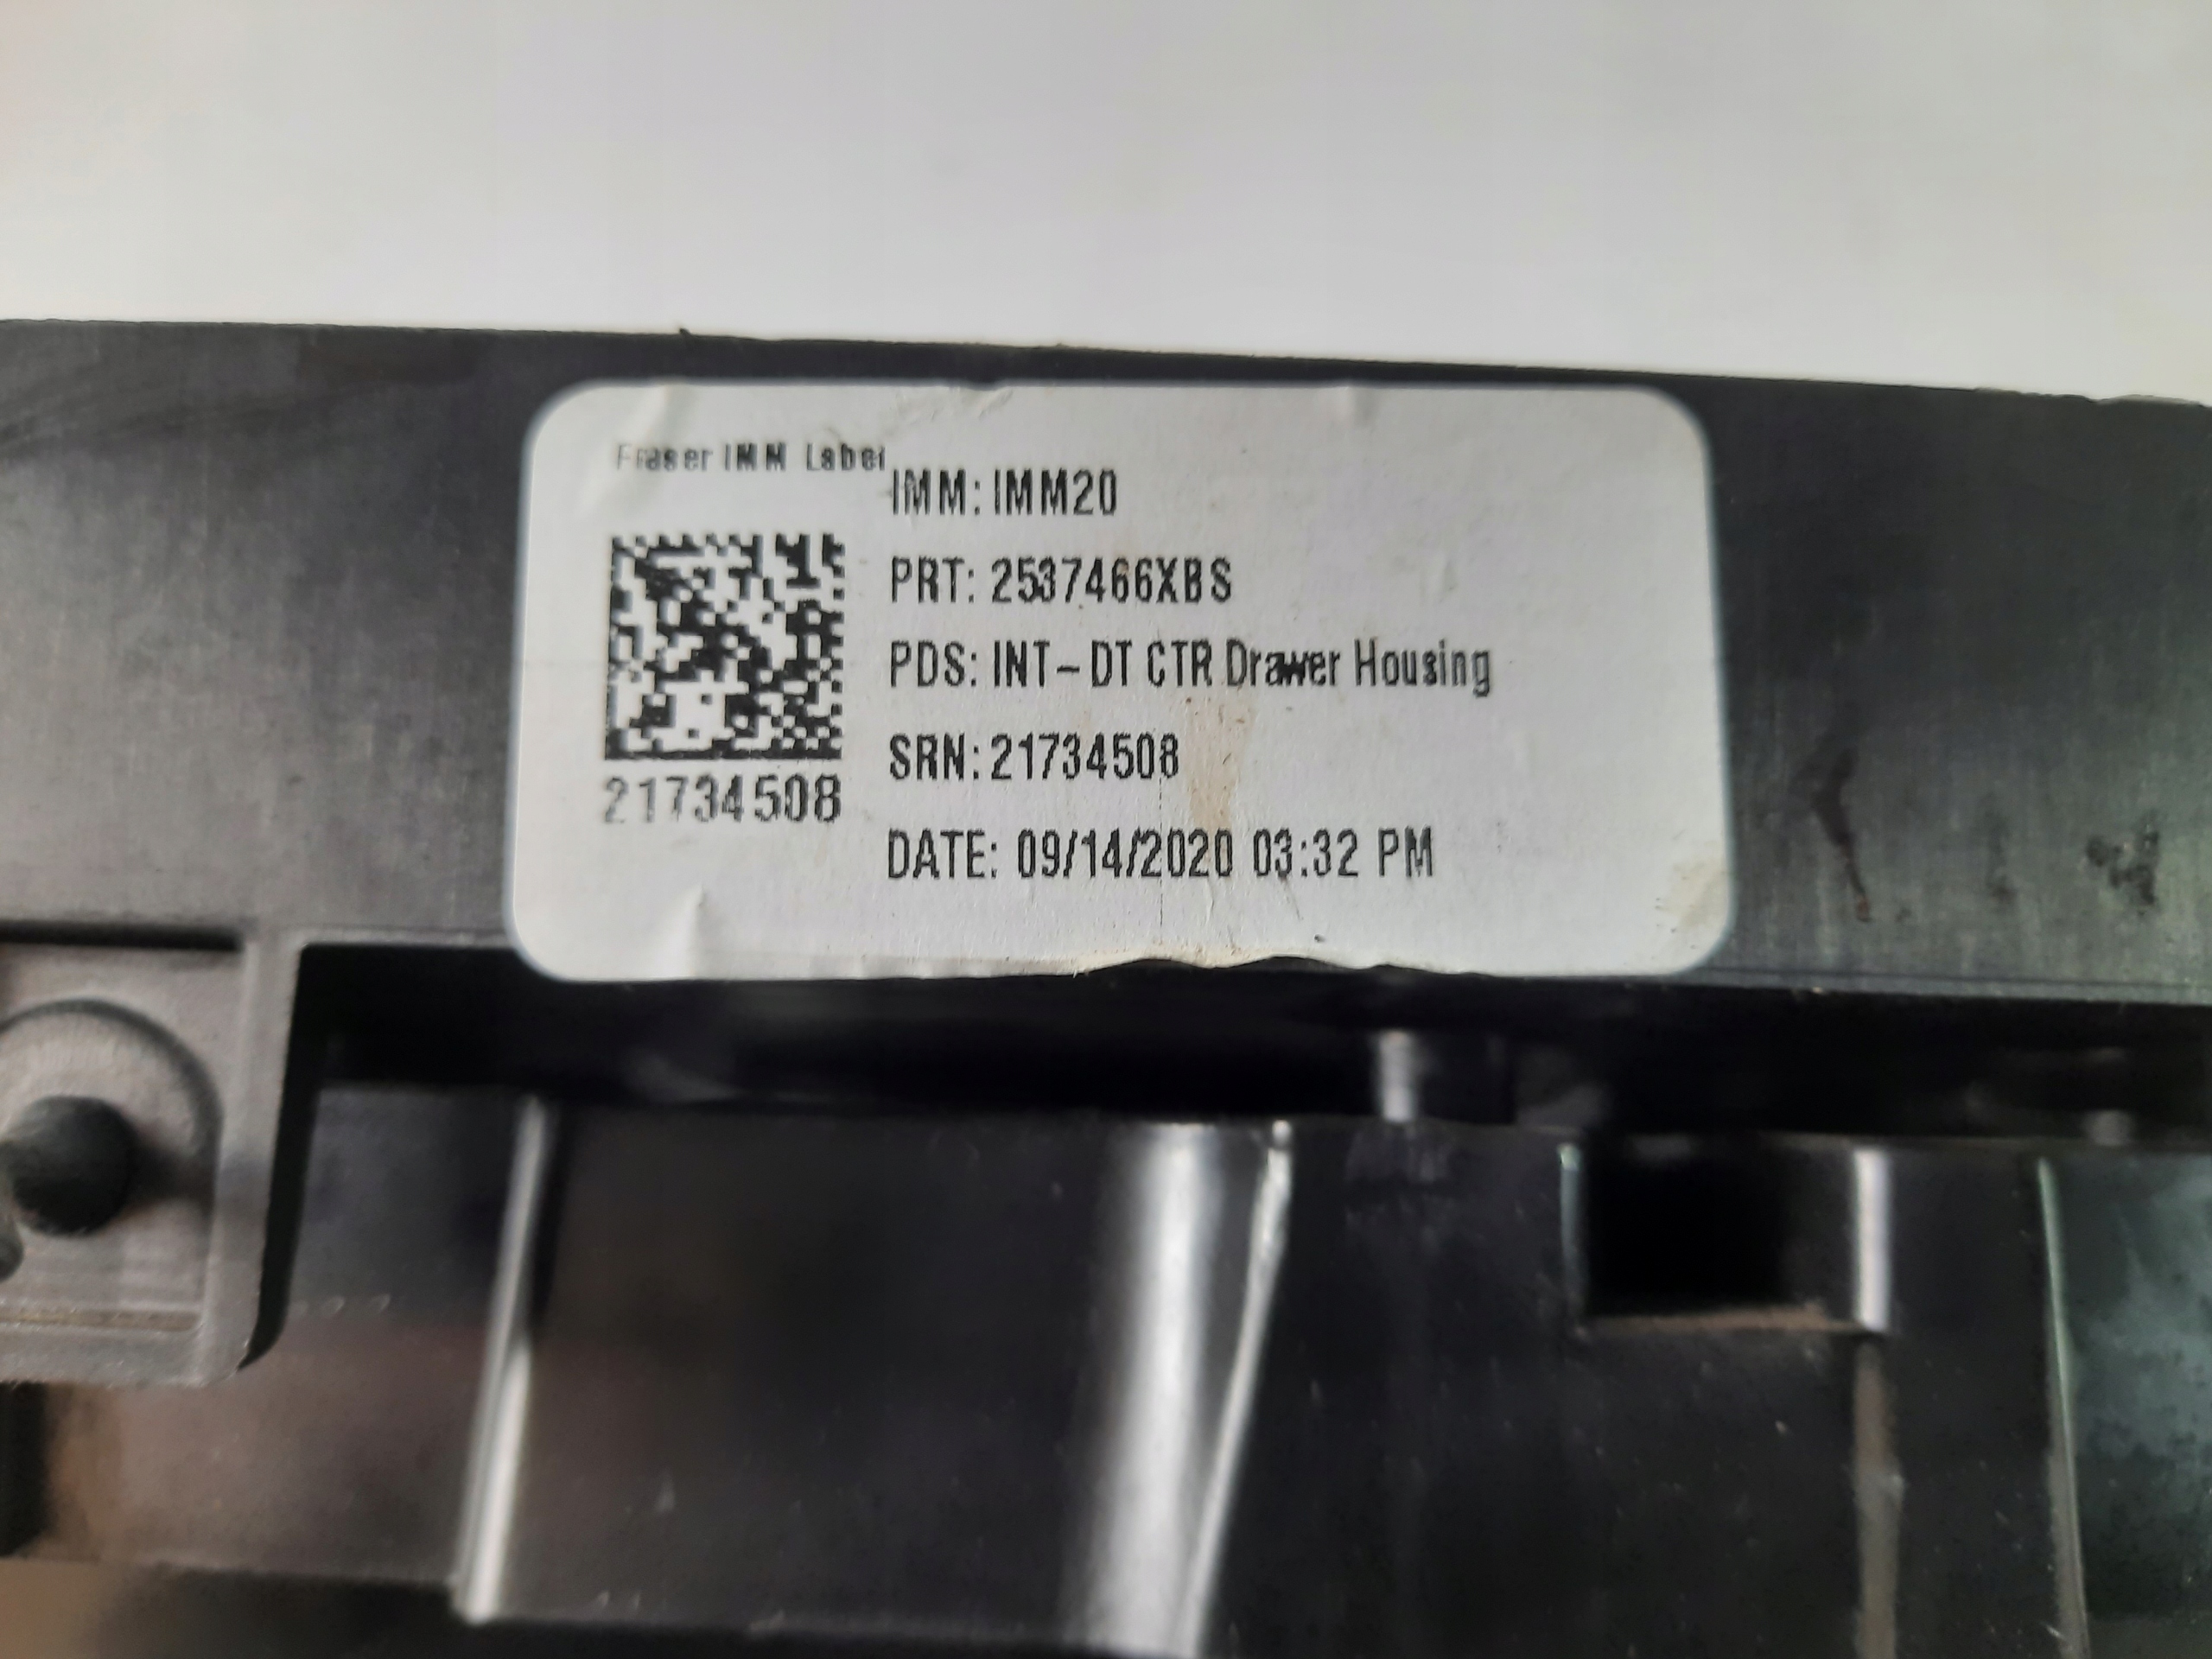 Fraser IMM Label
IMM: IMM20
PRT: 2537466XBS
PDS: INT-DT CTR Drawer Housing
SRN: 21734508
21734508
DATE: 09/14/2020 03:32 PM